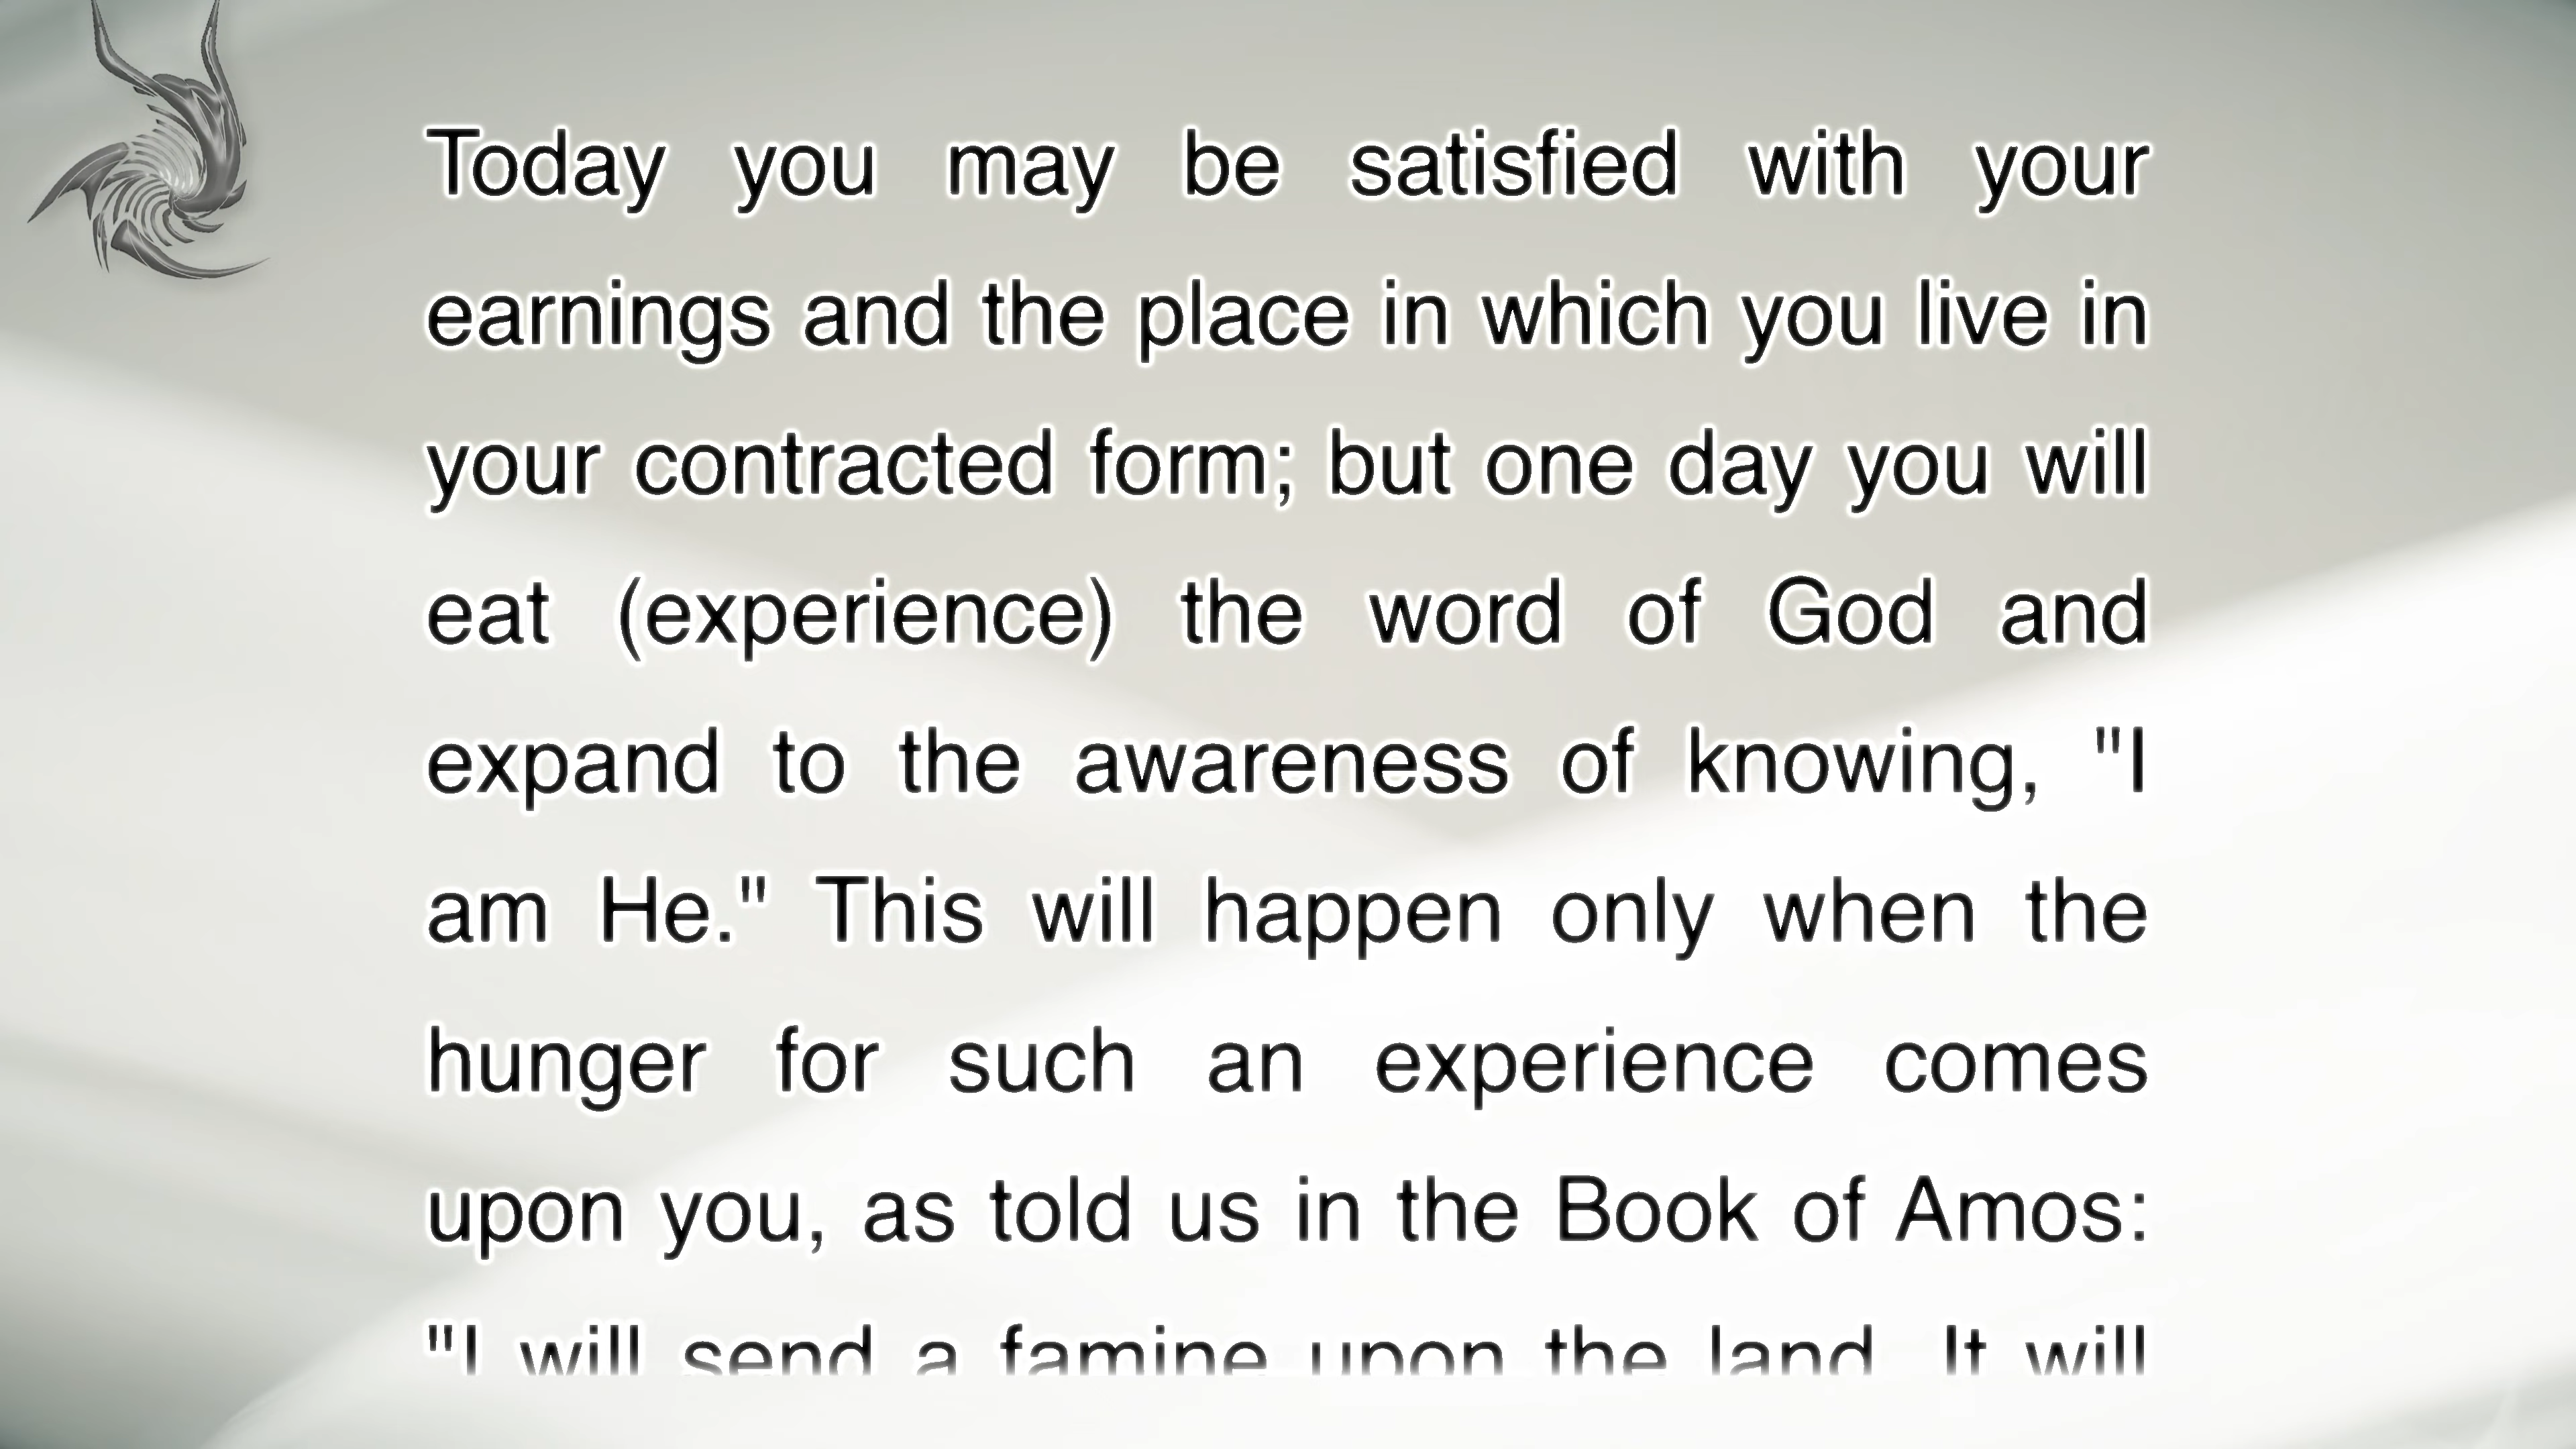 Today you may be satisfied with your
earnings and the place in which you live in
your contracted form; but one day you will
eat (experience) the word of God and
expand to the awareness of knowing, "I
am He." This will happen only when the
hunger for such an experience comes
upon you, as told us in the Book of Amos:
"I will send a famine upon the land. It will